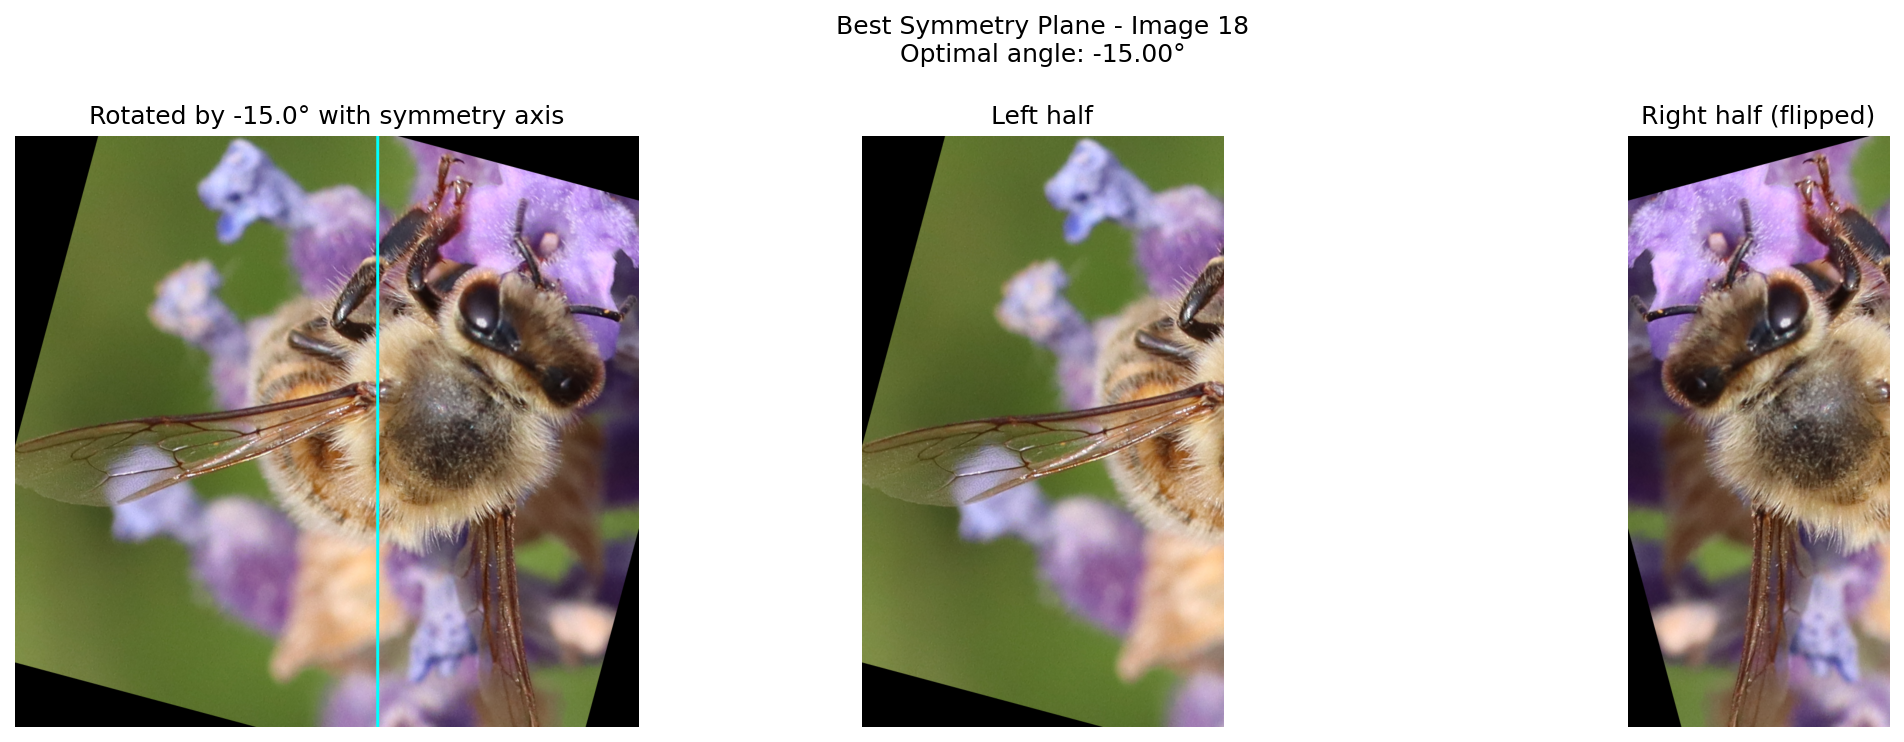 Best Symmetry Plane - Image 18
Optimal angle: -15.00°
Rotated by -15.0° with symmetry axis
Left half
Right half (flipped)